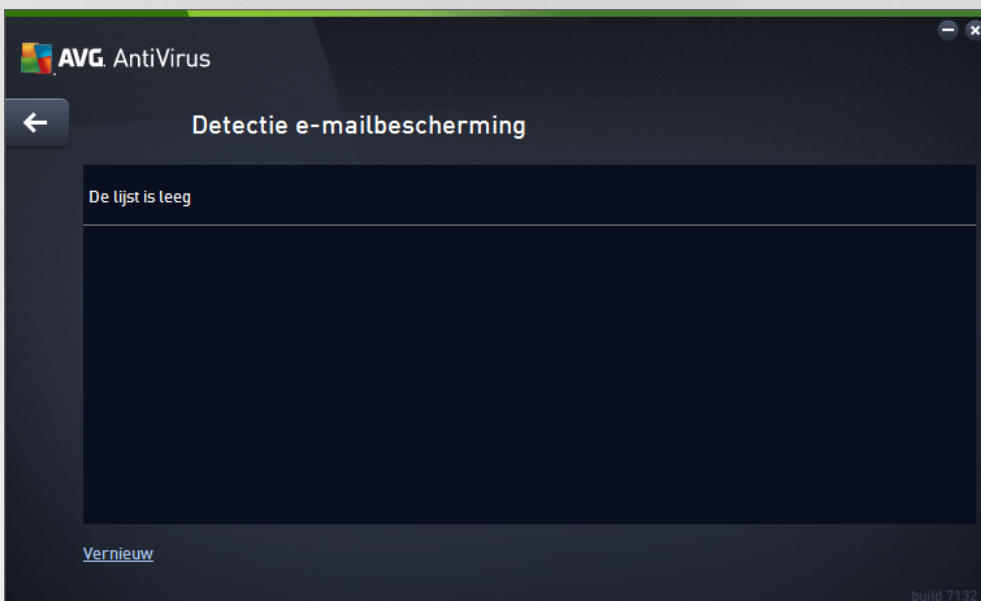 AVG. AntiVirus
Detectie e-mailbescherming
De lijst is leeg
Vernieuw
build 7132